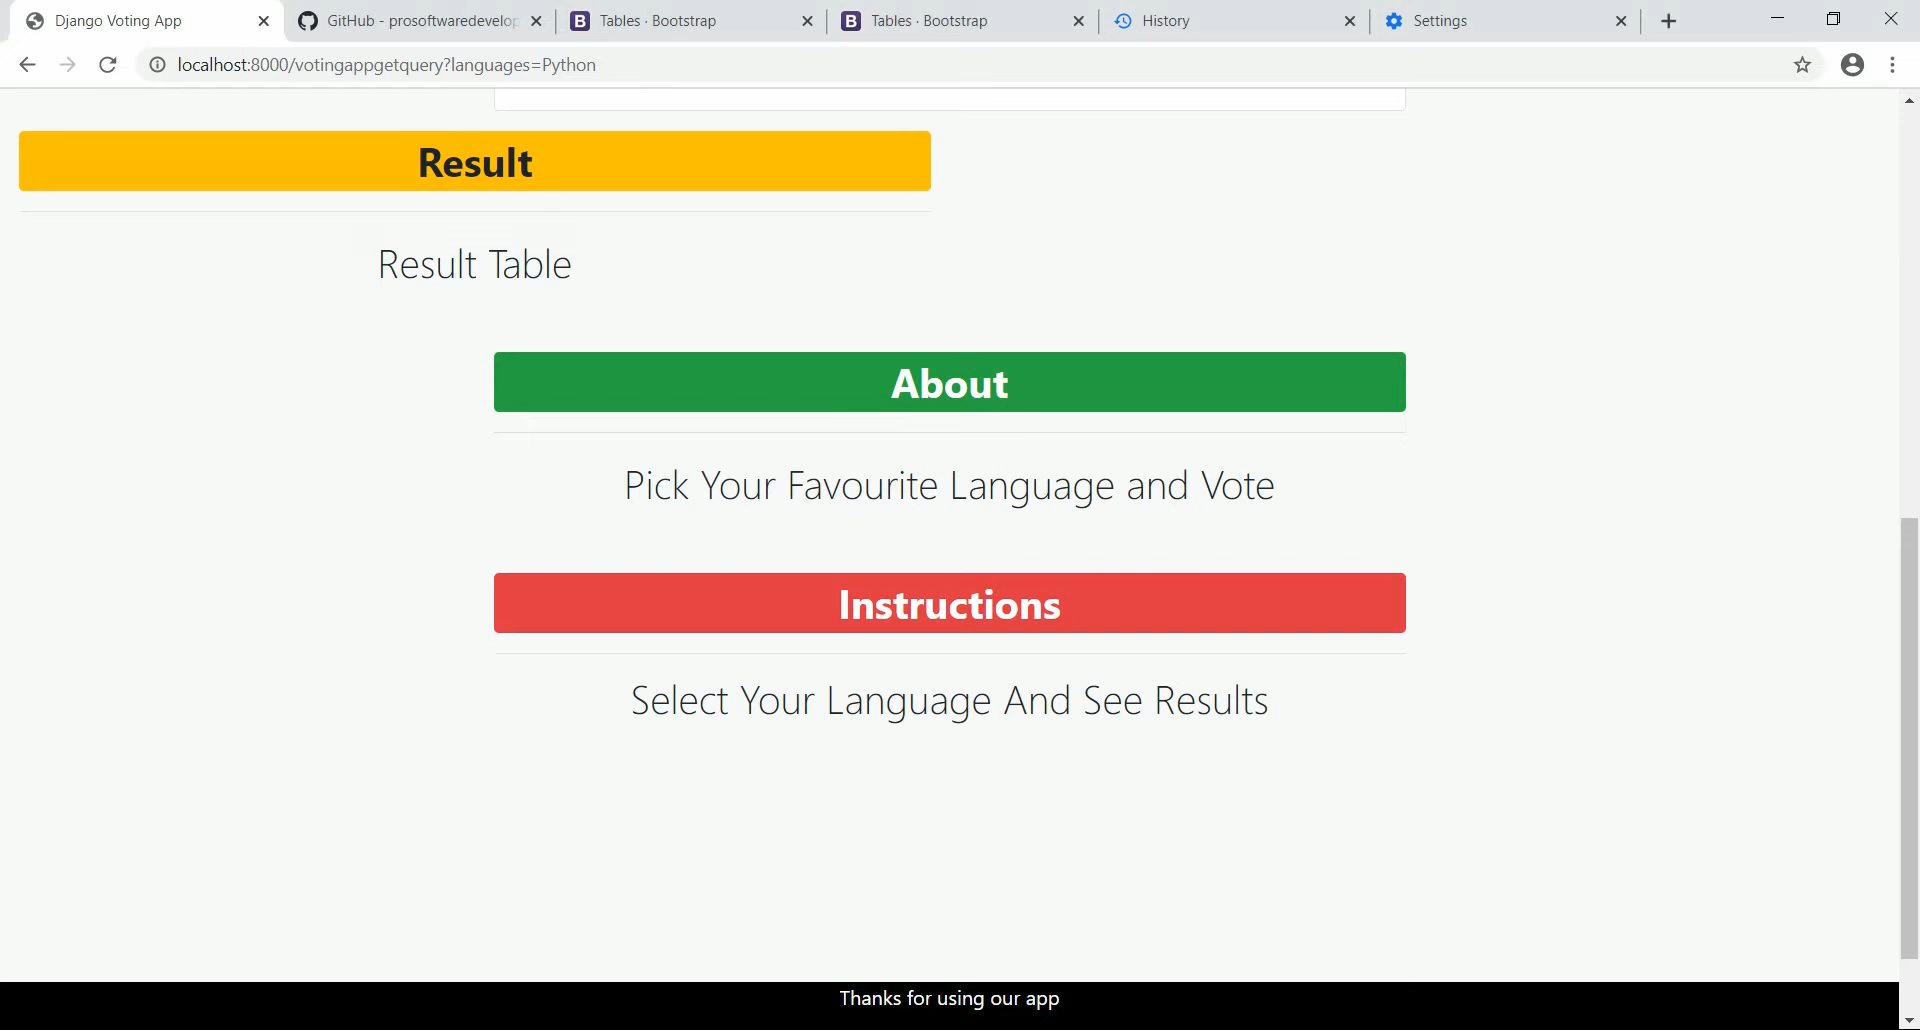 Django Voting App
GitHub - prosoftwaredevelop
Tables · Bootstrap
Tables · Bootstrap
History
Settings
localhost:8000/votingappgetquery?languages=Python
Result
Result Table
About
Pick Your Favourite Language and Vote
Instructions
Select Your Language And See Results
Thanks for using our app